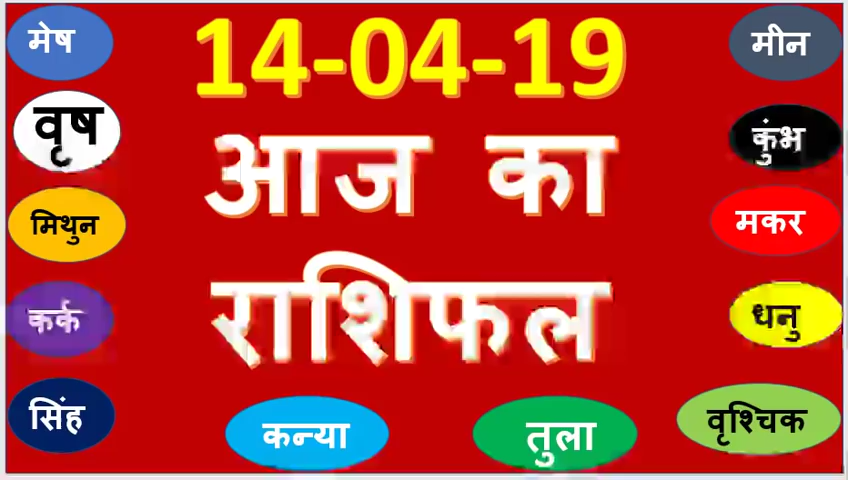 14-04-19
आज का
राशिफल
मेष
वृष
मिथुन
कर्क
सिंह
कन्या
तुला
वृश्चिक
धनु
मकर
कुंभ
मीन